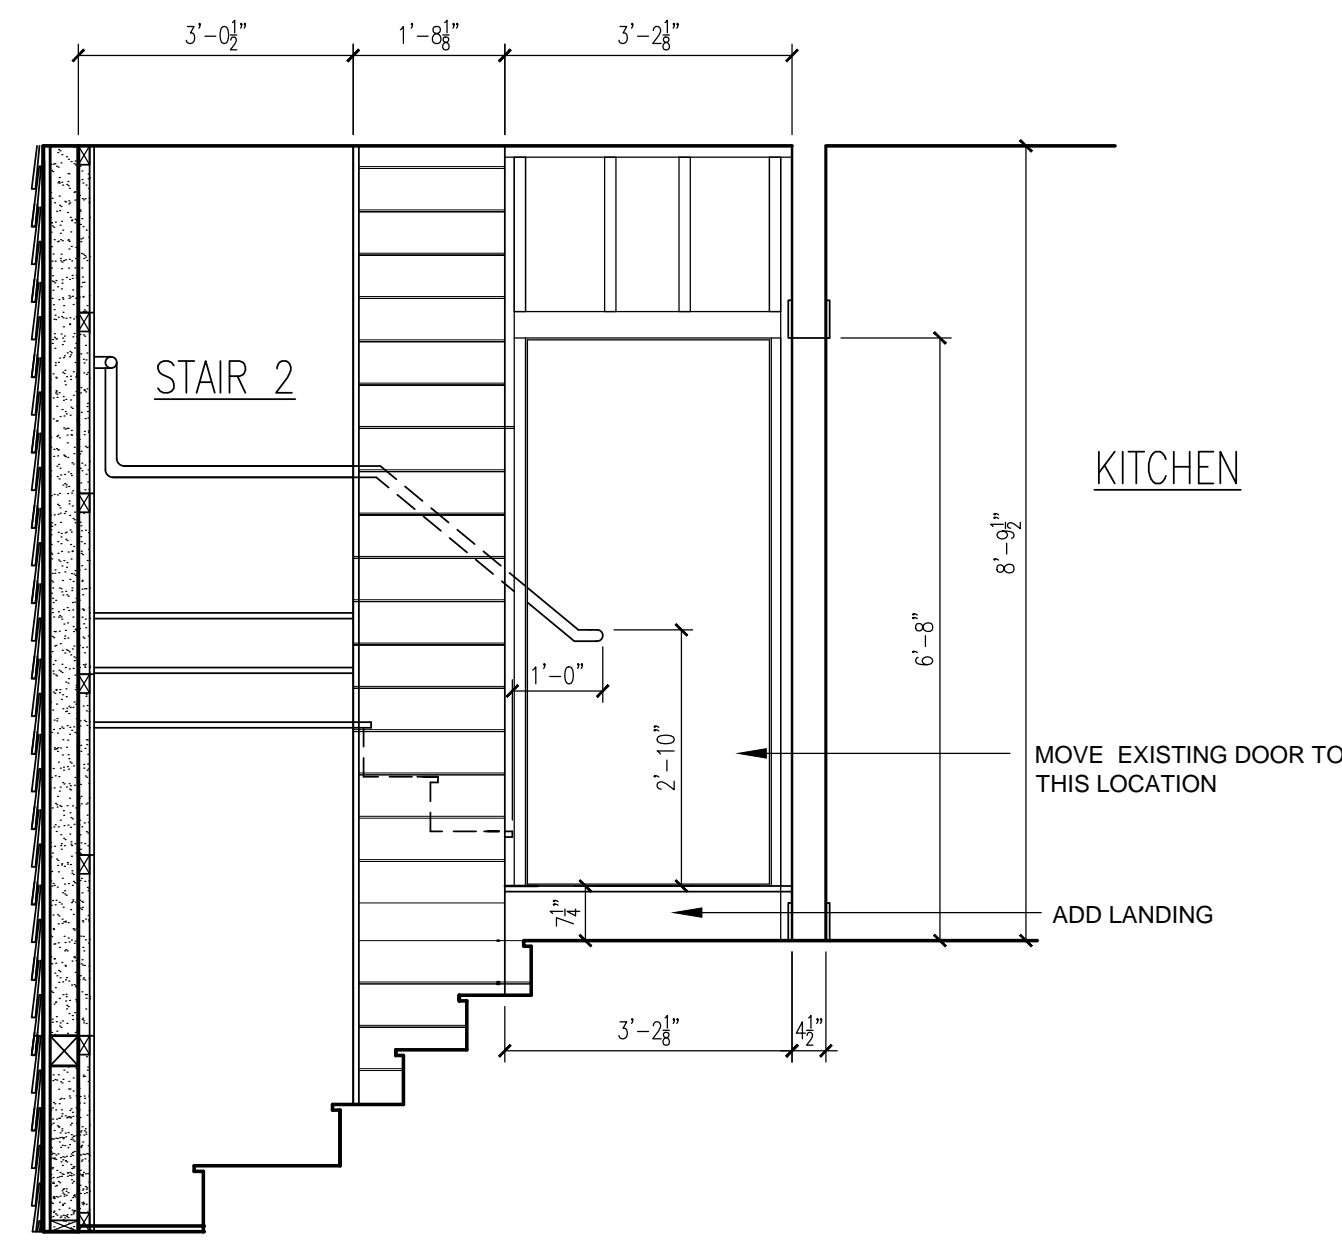 3'-0½"
1'-8⅛"
3'-2⅛"
STAIR 2
KITCHEN
8'-9½"
6'-8"
1'-0"
2'-10"
MOVE EXISTING DOOR TO
THIS LOCATION
7¼"
ADD LANDING
3'-2⅛"
4½"